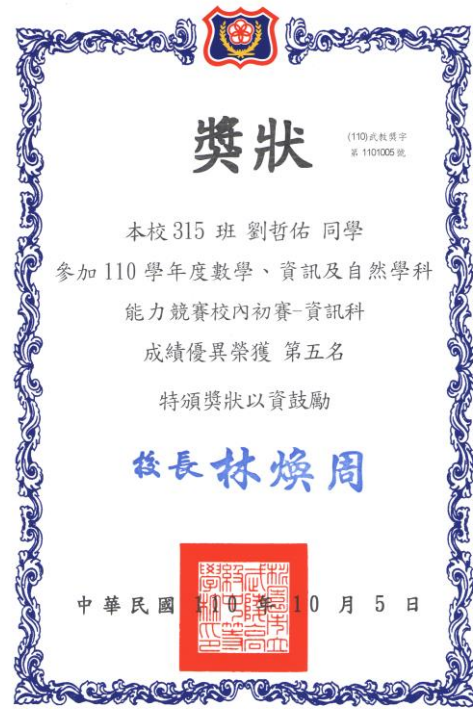 獎狀
(110)武教獎字
第 1101005 號
本校 315 班 劉哲佑 同學
參加 110 學年度數學、資訊及自然學科
能力競賽校內初賽-資訊科
成績優異榮獲 第五名
特頒獎狀以資鼓勵
校長林煥周
中華民國 110 年 10 月 5 日